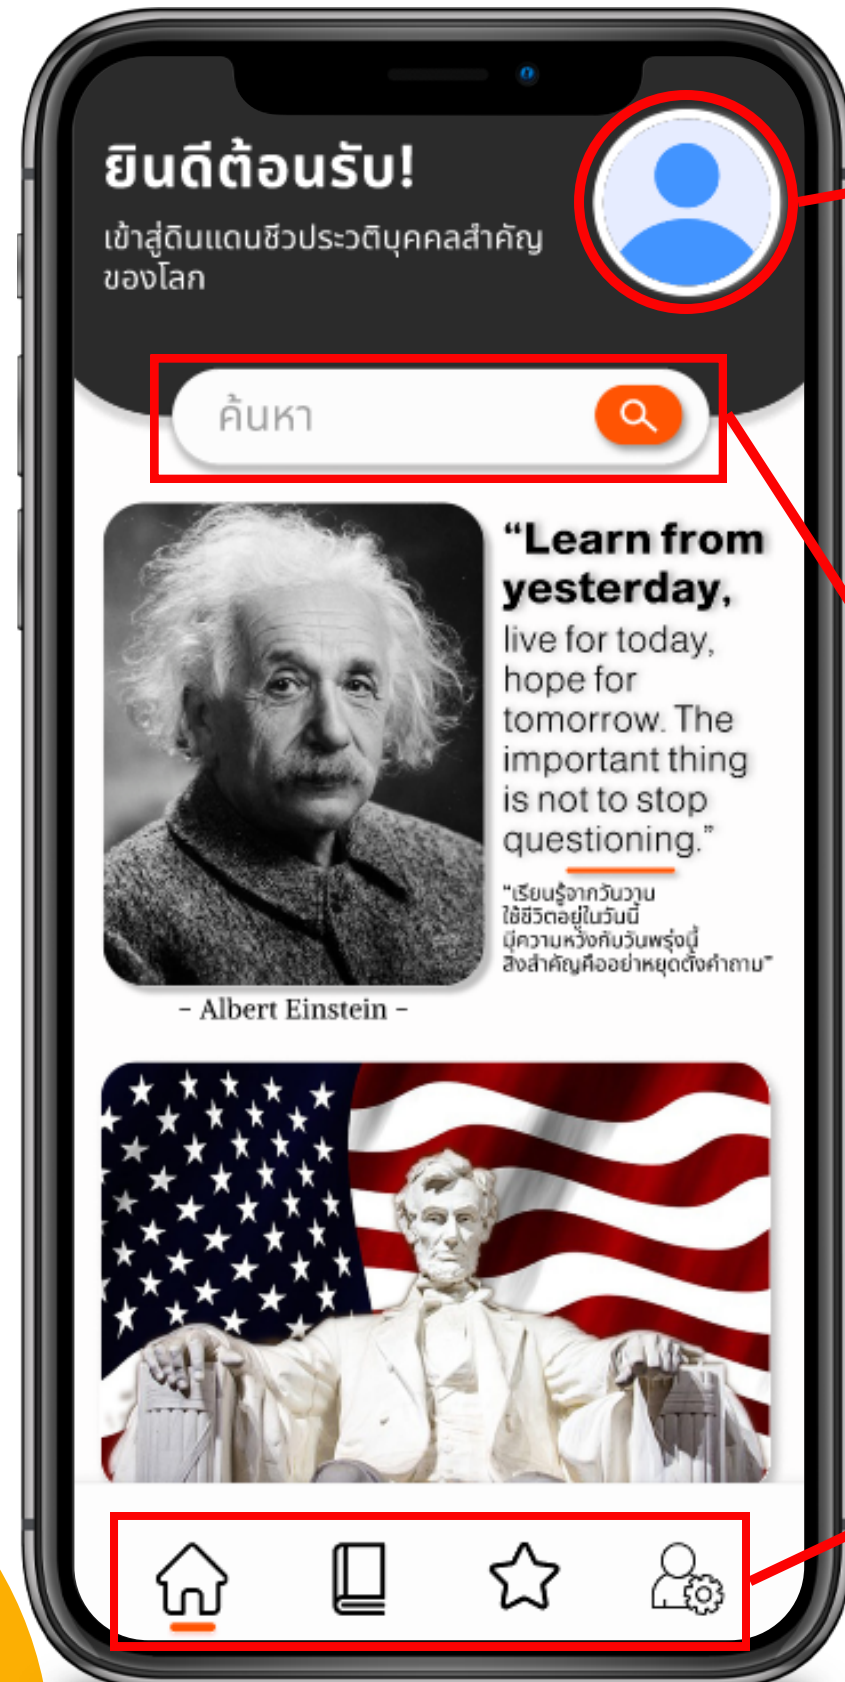 ยินดีต้อนรับ!
เข้าสู่ดินแดนชีวประวัติบุคคลสำคัญ
ของโลก
ค้นหา
“Learn from
yesterday,
live for today,
hope for
tomorrow. The
important thing
is not to stop
questioning.”
“เรียนรู้จากวันวาน
ใช้ชีวิตอยู่ในวันนี้
มีความหวังกับวันพรุ่งนี้
สิ่งสำคัญคืออย่าหยุดตั้งคำถาม”
– Albert Einstein –